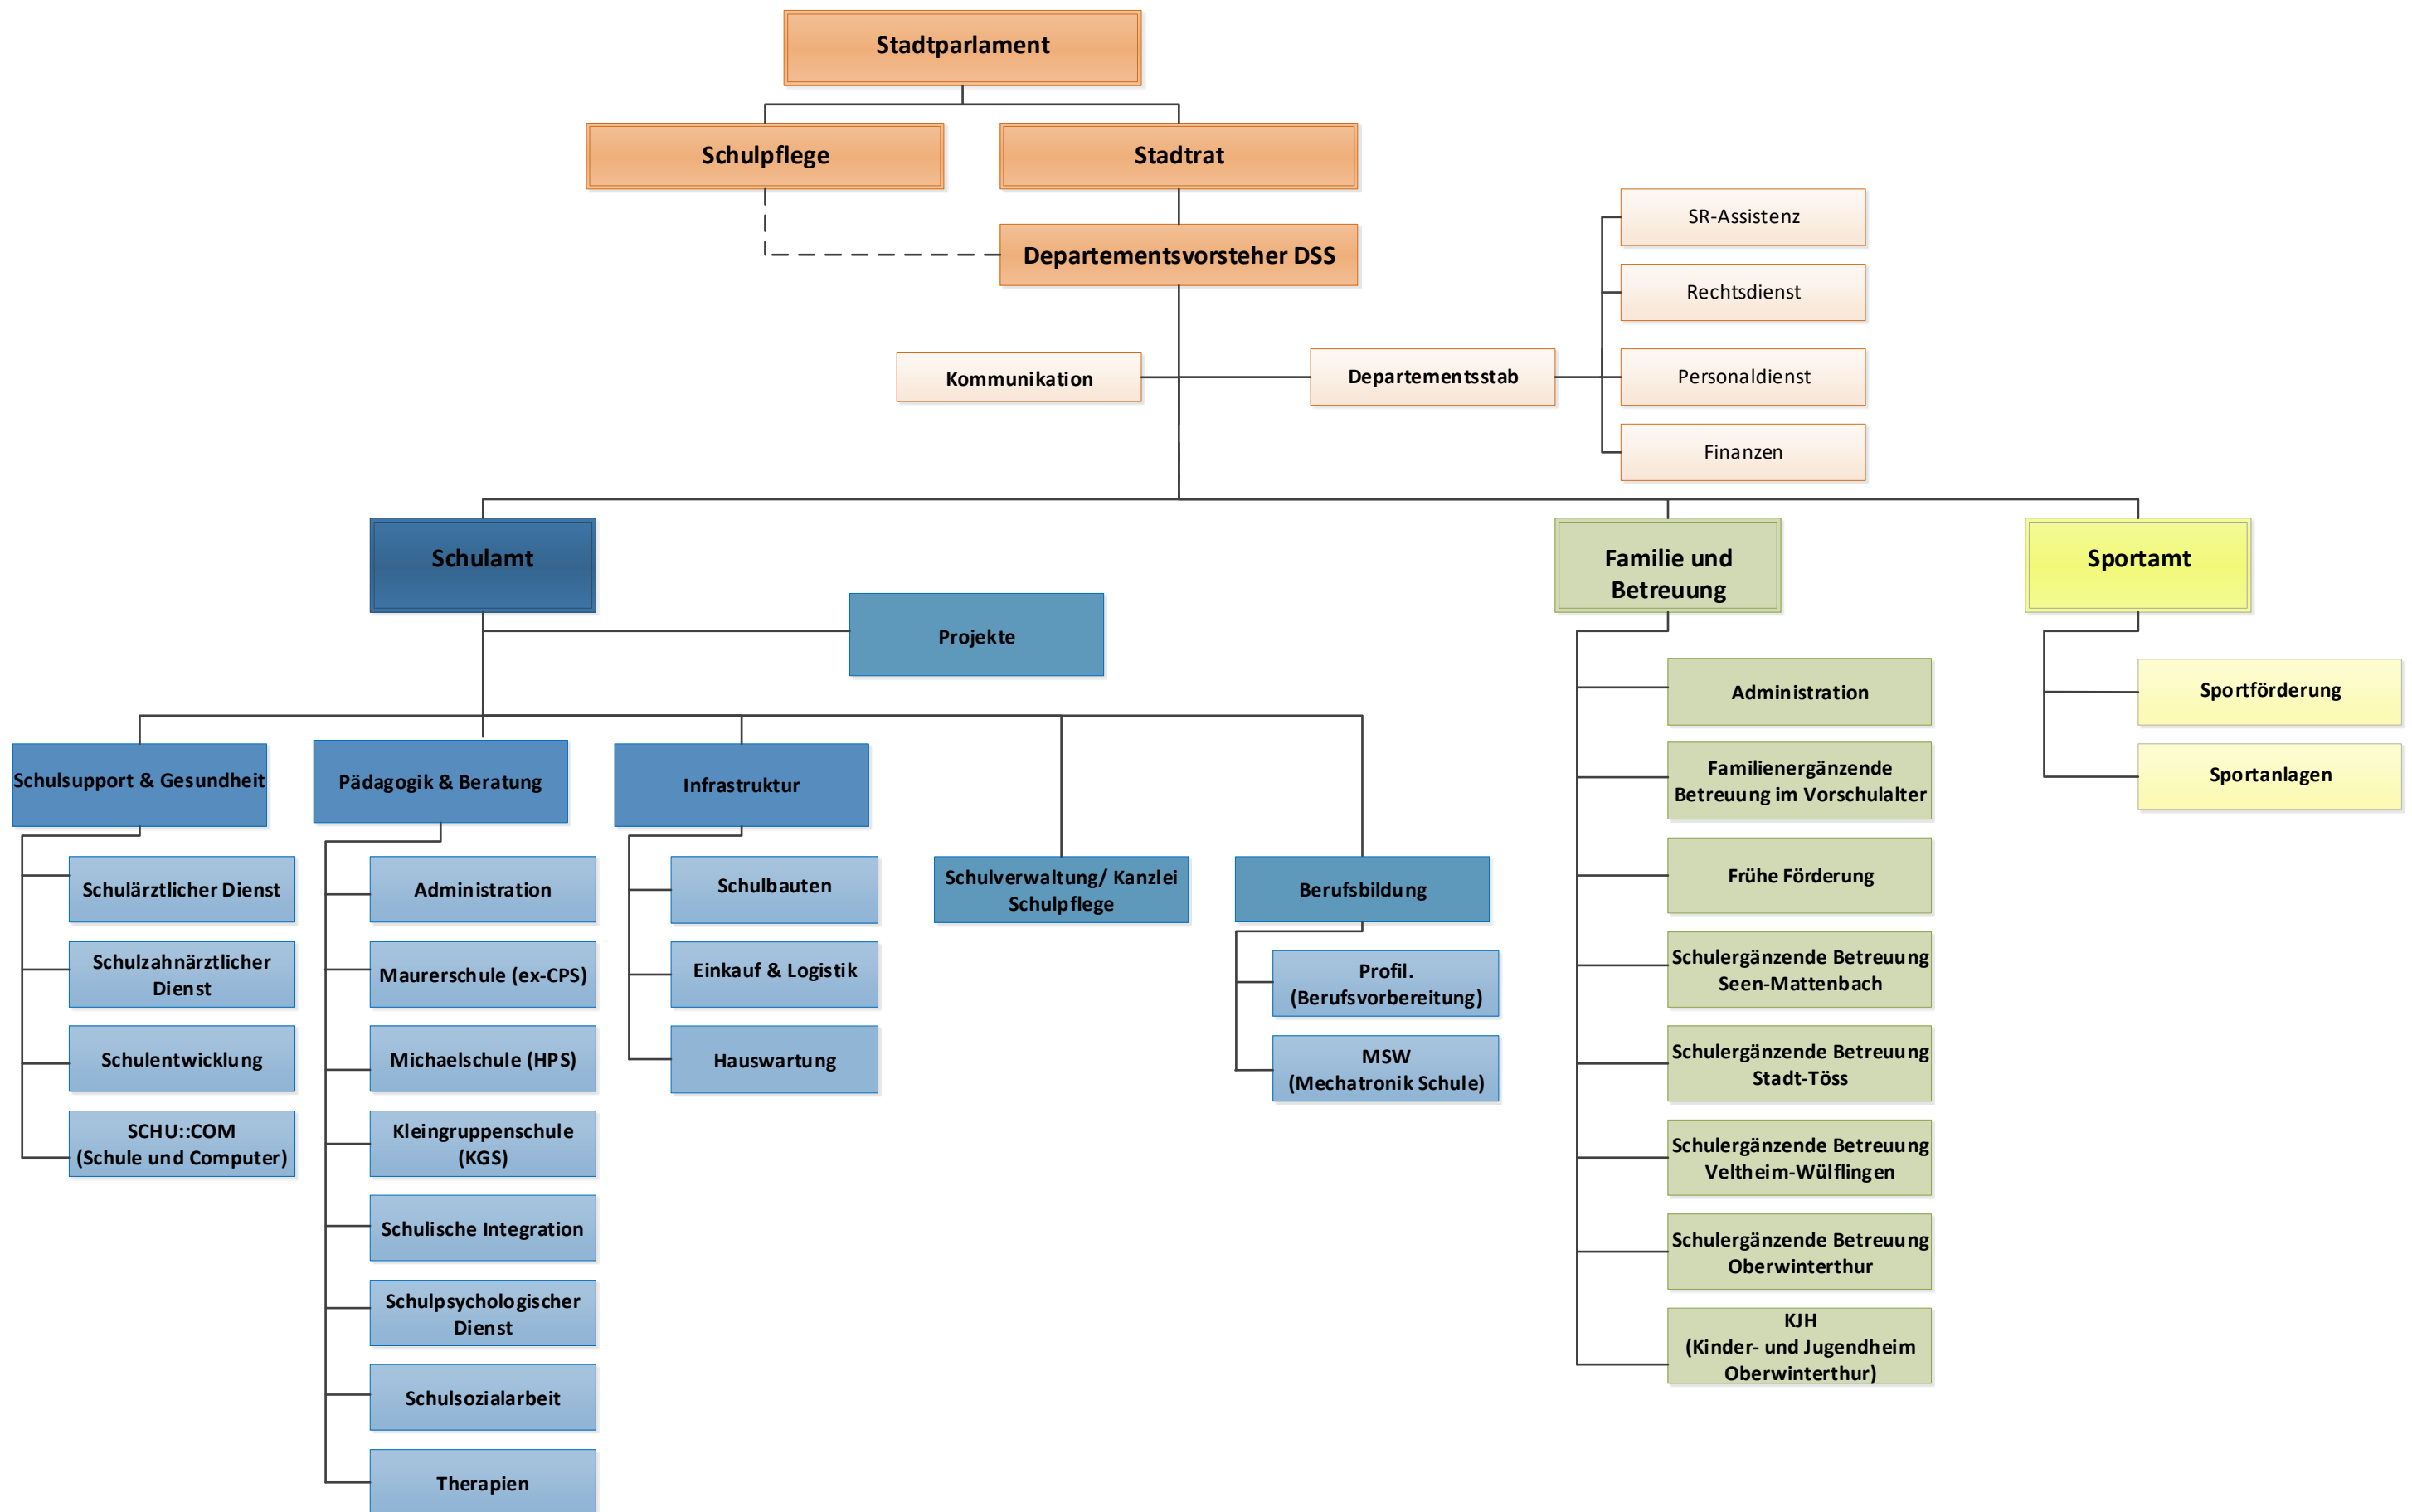 Stadtparlament
Schulpflege
Stadtrat
Departementsvorsteher DSS
SR-Assistenz
Rechtsdienst
Kommunikation
Departementsstab
Personaldienst
Finanzen
Schulamt
Familie und
Betreuung
Sportamt
Projekte
Schulsupport & Gesundheit
Schulärztlicher Dienst
Schulzahnärztlicher
Dienst
Schulentwicklung
SCHU::COM
(Schule und Computer)
Pädagogik & Beratung
Administration
Maurerschule (ex-CPS)
Michaelschule (HPS)
Kleingruppenschule
(KGS)
Schulische Integration
Schulpsychologischer
Dienst
Schulsozialarbeit
Therapien
Infrastruktur
Schulbauten
Einkauf & Logistik
Hauswartung
Schulverwaltung/ Kanzlei
Schulpflege
Berufsbildung
Profil.
(Berufsvorbereitung)
MSW
(Mechatronik Schule)
Administration
Familienergänzende
Betreuung im Vorschulalter
Frühe Förderung
Schulergänzende Betreuung
Seen-Mattenbach
Schulergänzende Betreuung
Stadt-Töss
Schulergänzende Betreuung
Veltheim-Wülflingen
Schulergänzende Betreuung
Oberwinterthur
KJH
(Kinder- und Jugendheim
Oberwinterthur)
Sportförderung
Sportanlagen